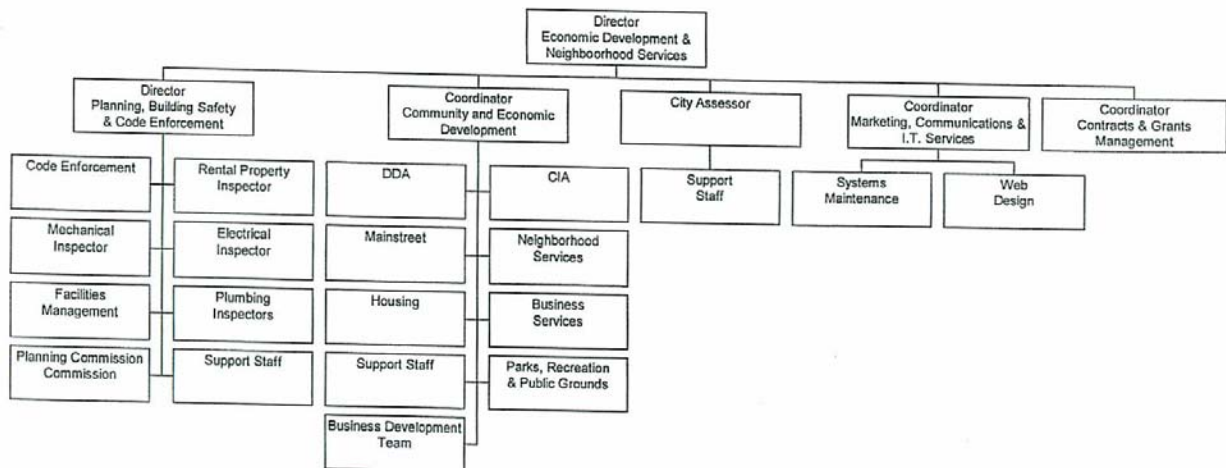 Director
Economic Development &
Neighboorhood Services
Director
Planning, Building Safety
& Code Enforcement
Coordinator
Community and Economic
Development
City Assessor
Coordinator
Marketing, Communications &
I.T. Services
Coordinator
Contracts & Grants
Management
Code Enforcement
Rental Property
Inspector
Mechanical
Inspector
Electrical
Inspector
Facilities
Management
Plumbing
Inspectors
Planning Commission
Commission
Support Staff
DDA
CIA
Mainstreet
Neighborhood
Services
Housing
Business
Services
Support Staff
Parks, Recreation
& Public Grounds
Business Development
Team
Support
Staff
Systems
Maintenance
Web
Design